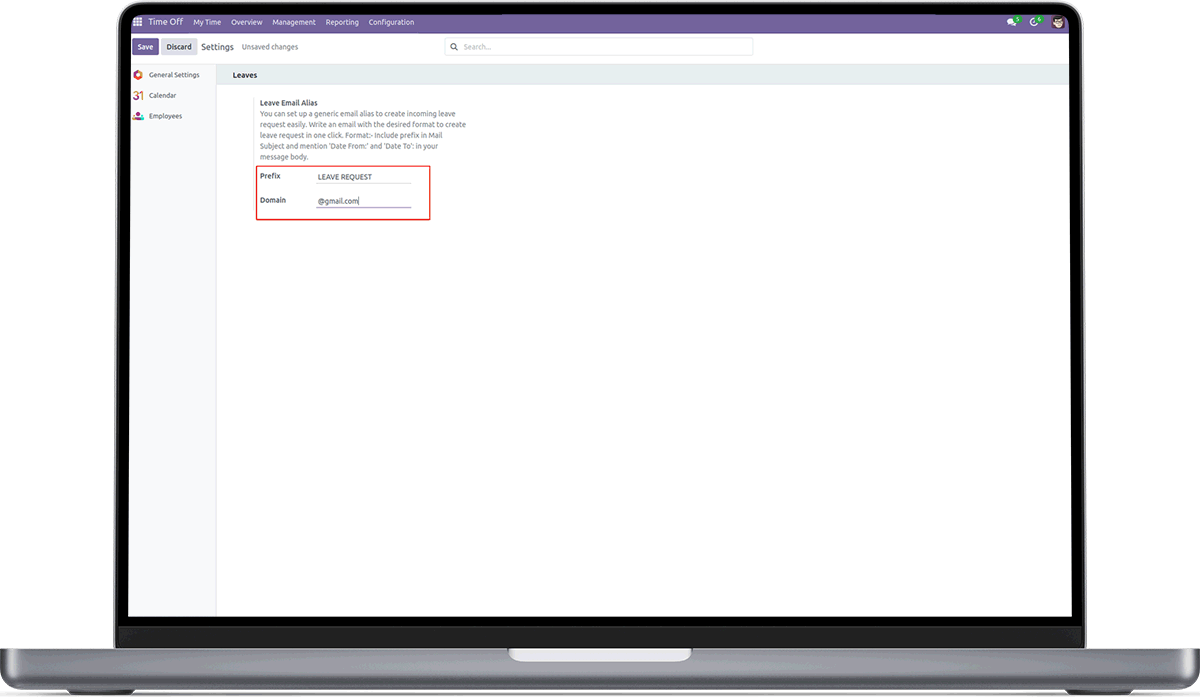 Time Off My Time Overview Management Reporting Configuration 5 6
Save Discard Settings Unsaved changes Search...
General Settings
31 Calendar
Employees
Leaves
Leave Email Alias
You can set up a generic email alias to create incoming leave
request easily. Write an email with the desired format to create
leave request in one click. Format:- Include prefix in Mail
Subject and mention 'Date From:' and 'Date To': in your
message body.
Prefix LEAVE REQUEST
Domain @gmail.com